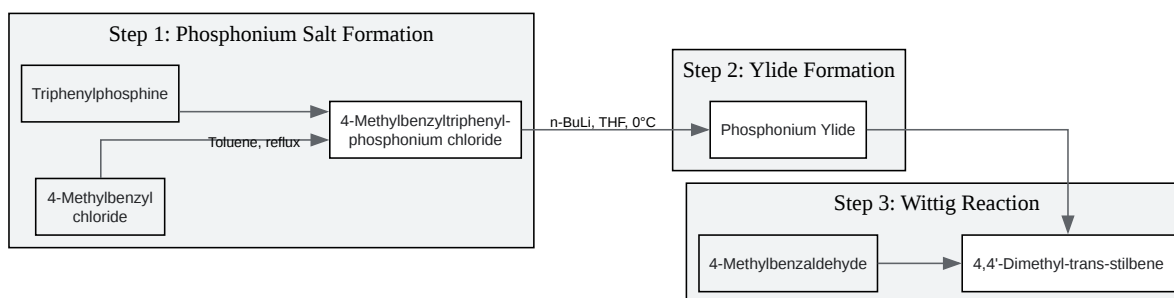 Step 1: Phosphonium Salt Formation
Triphenylphosphine
4-Methylbenzyltriphenyl-
phosphonium chloride
Toluene, reflux
4-Methylbenzyl
chloride
n-BuLi, THF, 0°C
Step 2: Ylide Formation
Phosphonium Ylide
Step 3: Wittig Reaction
4-Methylbenzaldehyde
4,4'-Dimethyl-trans-stilbene